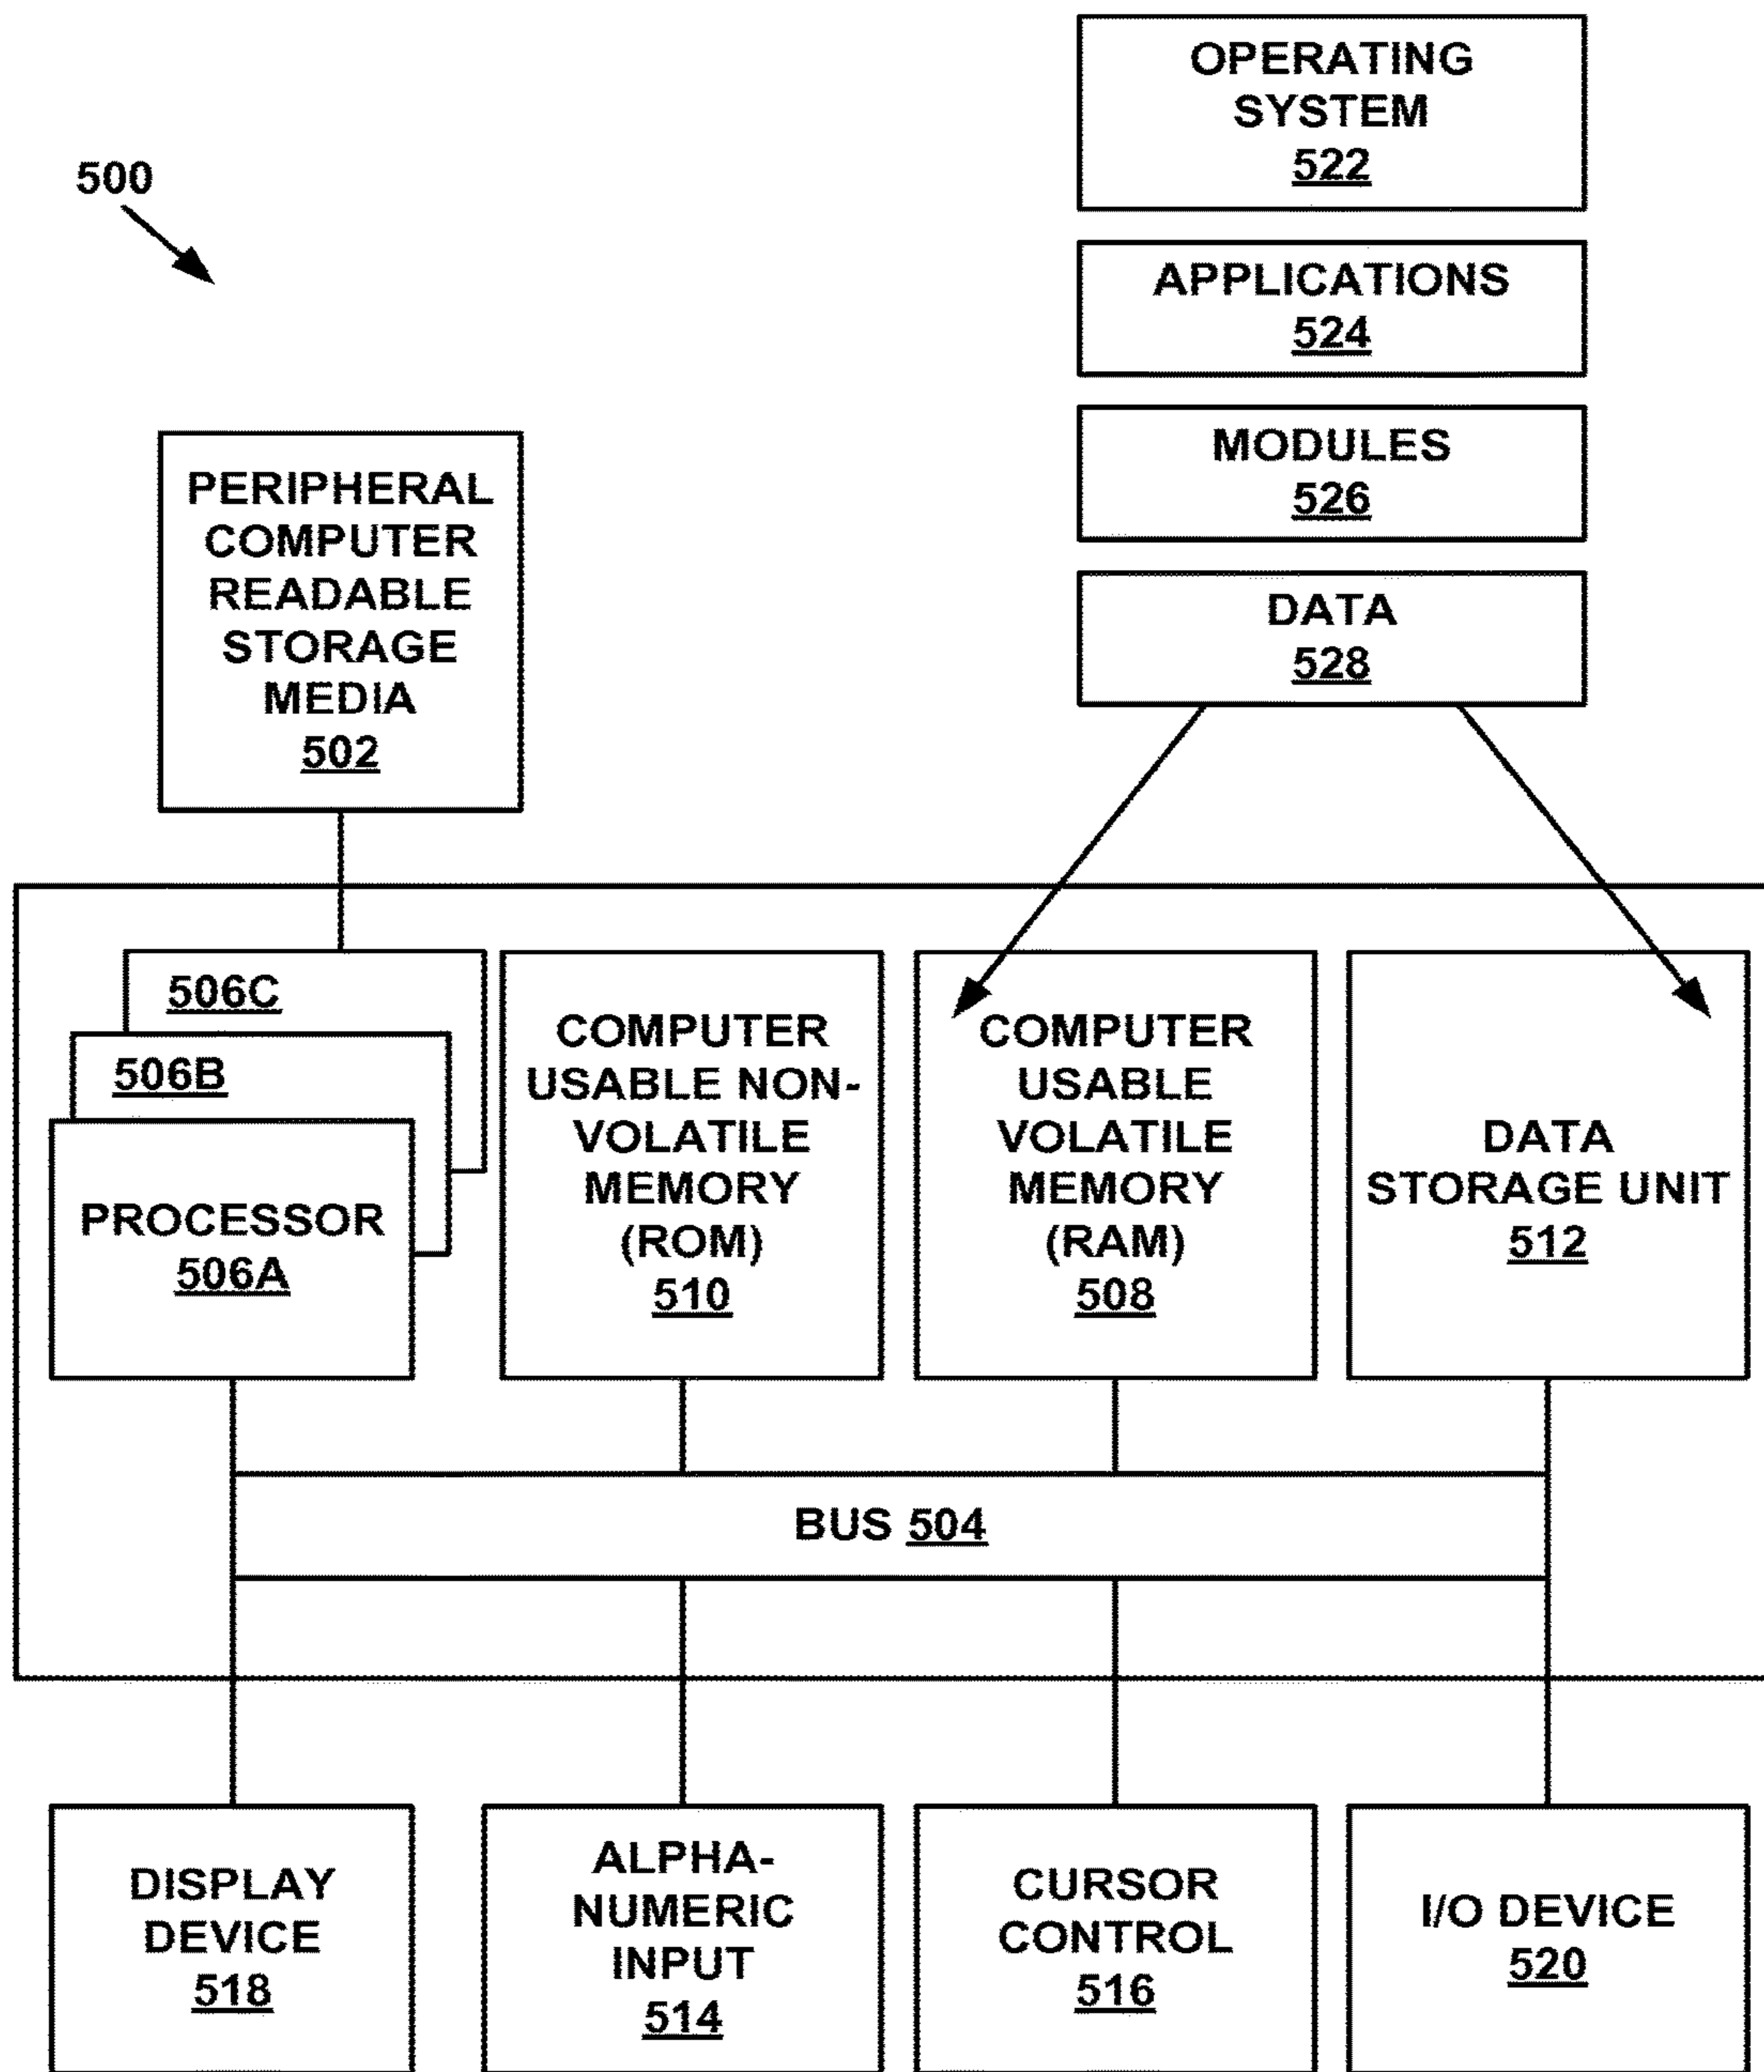 OPERATING
SYSTEM
522
500
APPLICATIONS
524
MODULES
526
PERIPHERAL
COMPUTER
READABLE
STORAGE
MEDIA
502
DATA
528
506C
506B
PROCESSOR
506A
COMPUTER
USABLE NON-
VOLATILE
MEMORY
(ROM)
510
COMPUTER
USABLE
VOLATILE
MEMORY
(RAM)
508
DATA
STORAGE UNIT
512
BUS 504
DISPLAY
DEVICE
518
ALPHA-
NUMERIC
INPUT
514
CURSOR
CONTROL
516
I/O DEVICE
520